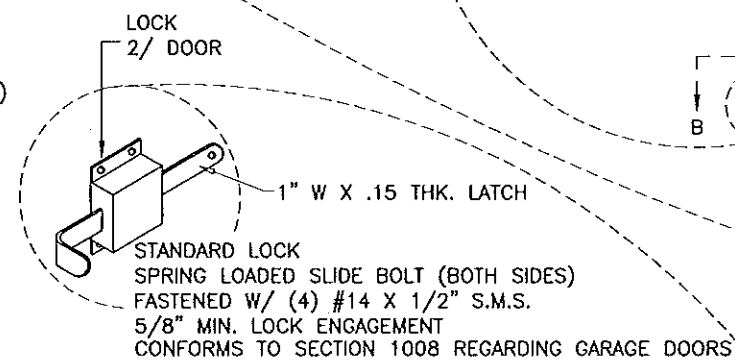 LOCK
2/ DOOR
)
B
1" W X .15 THK. LATCH
STANDARD LOCK
SPRING LOADED SLIDE BOLT (BOTH SIDES)
FASTENED W/ (4) #14 X 1/2" S.M.S.
5/8" MIN. LOCK ENGAGEMENT
CONFORMS TO SECTION 1008 REGARDING GARAGE DOORS